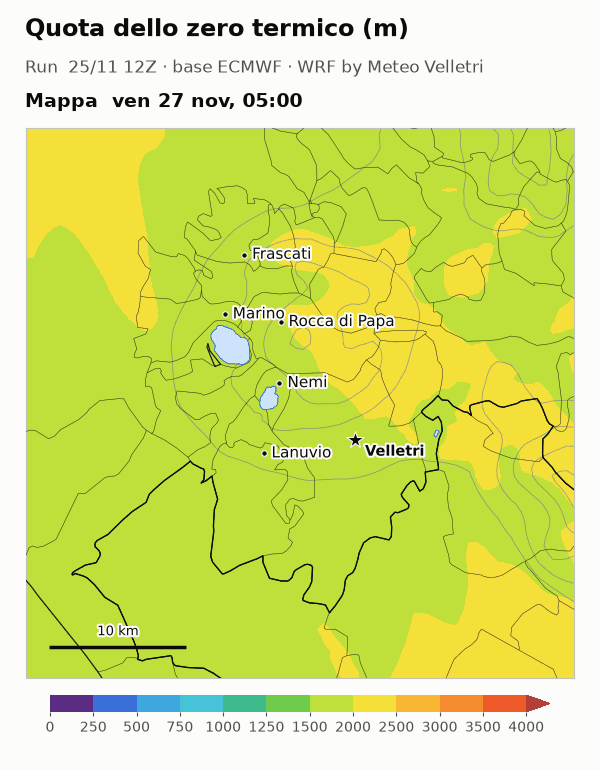 Quota dello zero termico (m)
Run  25/11 12Z · base ECMWF · WRF by Meteo Velletri
Mappa  ven 27 nov, 05:00
Frascati
Marino
Rocca di Papa
Nemi
Velletri
Lanuvio
10 km
0 250 500 750 1000 1250 1500 2000 2500 3000 3500 4000